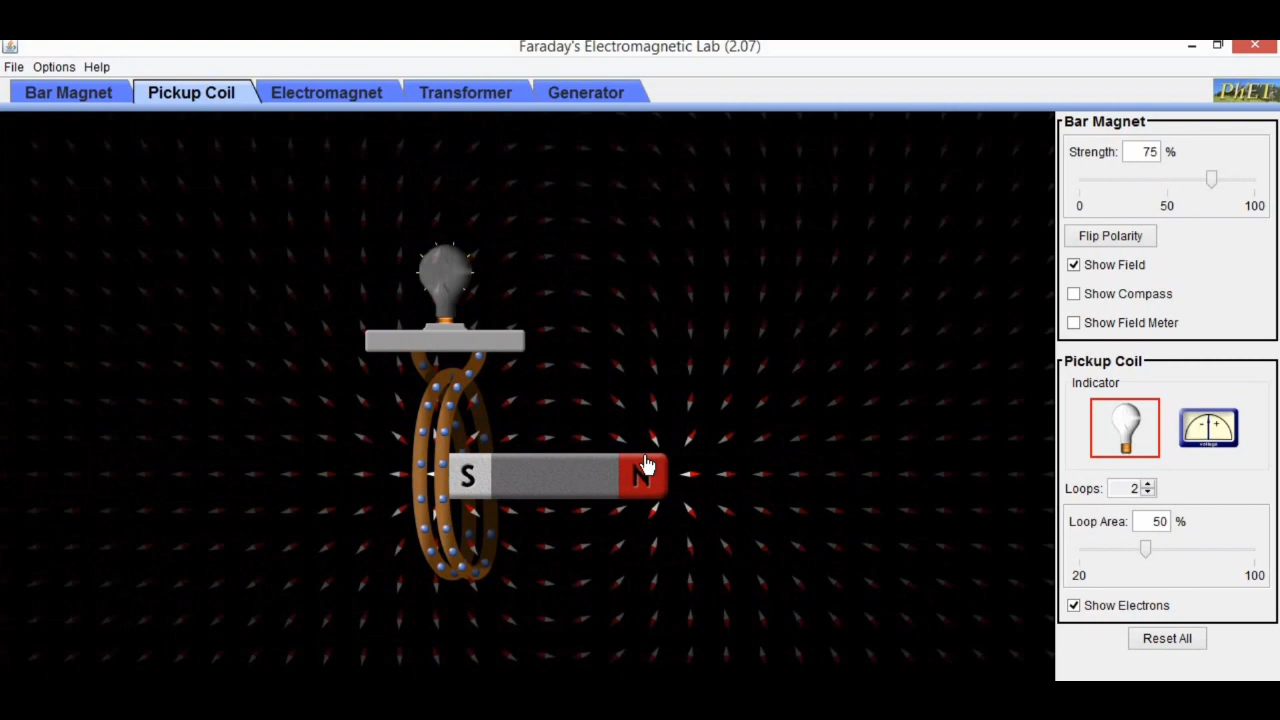 Faraday's Electromagnetic Lab (2.07)
File Options Help
Bar Magnet Pickup Coil Electromagnet Transformer Generator
PhET
Bar Magnet
Strength: 75 %
0 50 100
Flip Polarity
Show Field
Show Compass
Show Field Meter
S N
Pickup Coil
Indicator
- +
voltage
Loops: 2
Loop Area: 50 %
20 100
Show Electrons
Reset All